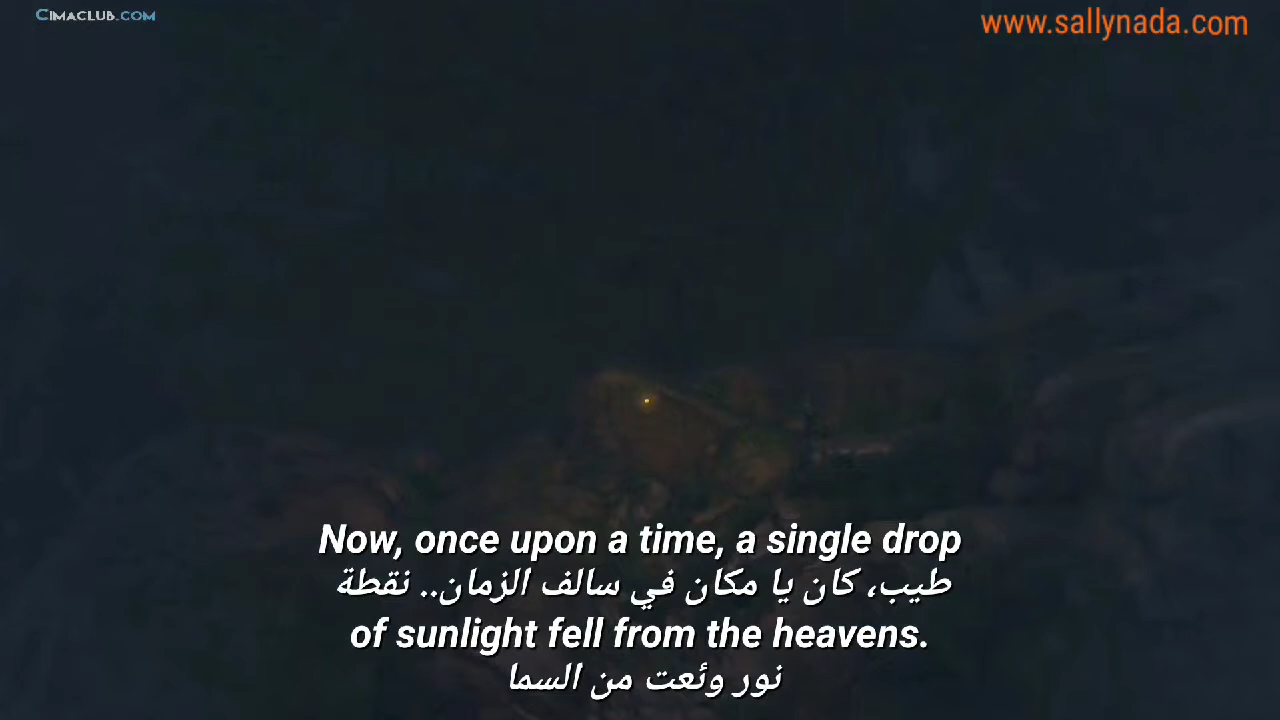 CIMACLUB.COM
www.sallynada.com
Now, once upon a time, a single drop
طيب، كان يا مكان في سالف الزمان.. نقطة
of sunlight fell from the heavens.
نور وئعت من السما